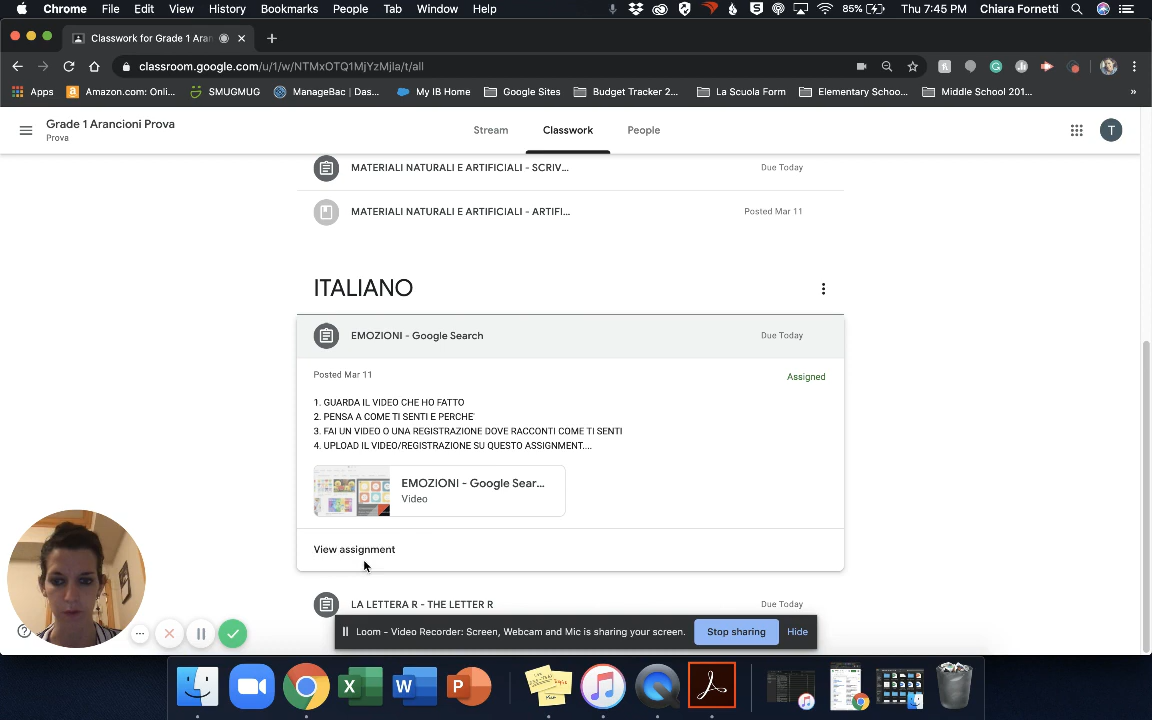 Chrome File Edit View History Bookmarks People Tab Window Help 85% Thu 7:45 PM Chiara Fornetti
Classwork for Grade 1 Aran
classroom.google.com/u/1/w/NTMxOTQ1MjYzMjIa/t/all
Apps Amazon.com: Onli... SMUGMUG ManageBac | Das... My IB Home Google Sites Budget Tracker 2... La Scuola Form Elementary Schoo... Middle School 201... »
Grade 1 Arancioni Prova
Prova
Stream Classwork People T
MATERIALI NATURALI E ARTIFICIALI - SCRIV... Due Today
MATERIALI NATURALI E ARTIFICIALI - ARTIFI... Posted Mar 11
ITALIANO
EMOZIONI - Google Search Due Today
Posted Mar 11 Assigned
1. GUARDA IL VIDEO CHE HO FATTO
2. PENSA A COME TI SENTI E PERCHE'
3. FAI UN VIDEO O UNA REGISTRAZIONE DOVE RACCONTI COME TI SENTI
4. UPLOAD IL VIDEO/REGISTRAZIONE SU QUESTO ASSIGNMENT....
EMOZIONI - Google Sear...
Video
View assignment
LA LETTERA R - THE LETTER R Due Today
Loom - Video Recorder: Screen, Webcam and Mic is sharing your screen. Stop sharing Hide
X W P